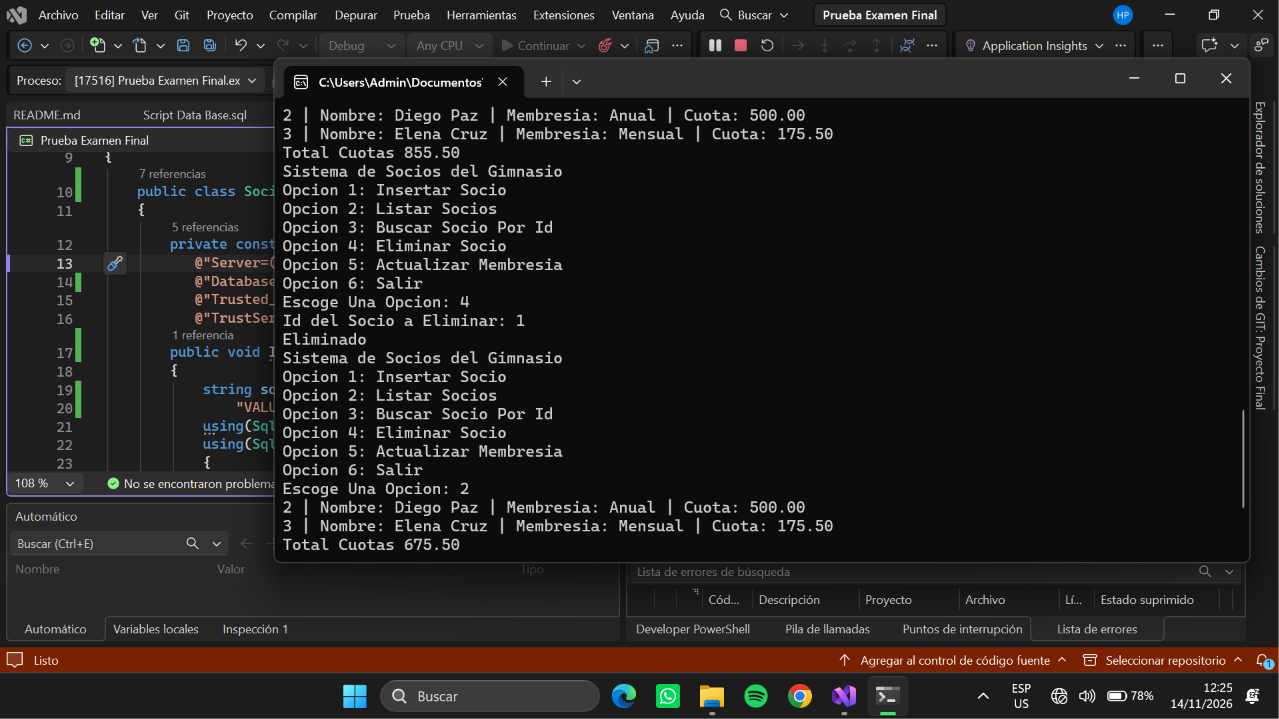 Archivo Editar Ver Git Proyecto Compilar Depurar Prueba Herramientas Extensiones Ventana Ayuda Buscar Prueba Examen Final HP
Debug Any CPU Continuar Application Insights
Proceso: [17516] Prueba Examen Final.ex
C:\Users\Admin\Documentos
README.md Script Data Base.sql
Prueba Examen Final
9 {
7 referencias
10 public class Soci
11 {
5 referencias
12 private const
13 @"Server=(
14 @"Database
15 @"Trusted_
16 @"TrustSer
1 referencia
17 public void I
18 {
19 string sq
20 "VALU
21 using(Sql
22 using(Sql
23 {
108 % No se encontraron problema
2 | Nombre: Diego Paz | Membresia: Anual | Cuota: 500.00
3 | Nombre: Elena Cruz | Membresia: Mensual | Cuota: 175.50
Total Cuotas 855.50
Sistema de Socios del Gimnasio
Opcion 1: Insertar Socio
Opcion 2: Listar Socios
Opcion 3: Buscar Socio Por Id
Opcion 4: Eliminar Socio
Opcion 5: Actualizar Membresia
Opcion 6: Salir
Escoge Una Opcion: 4
Id del Socio a Eliminar: 1
Eliminado
Sistema de Socios del Gimnasio
Opcion 1: Insertar Socio
Opcion 2: Listar Socios
Opcion 3: Buscar Socio Por Id
Opcion 4: Eliminar Socio
Opcion 5: Actualizar Membresia
Opcion 6: Salir
Escoge Una Opcion: 2
2 | Nombre: Diego Paz | Membresia: Anual | Cuota: 500.00
3 | Nombre: Elena Cruz | Membresia: Mensual | Cuota: 175.50
Total Cuotas 675.50
Explorador de soluciones
Cambios de GIT: Proyecto Final
Automático
Buscar (Ctrl+E)
Nombre Valor Tipo
Automático Variables locales Inspección 1
Lista de errores de búsqueda
Cód... Descripción Proyecto Archivo Lí... Estado suprimido
Developer PowerShell Pila de llamadas Puntos de interrupción Lista de errores
Listo Agregar al control de código fuente Seleccionar repositorio 1
Buscar
ESP
US
78%
12:25
14/11/2026